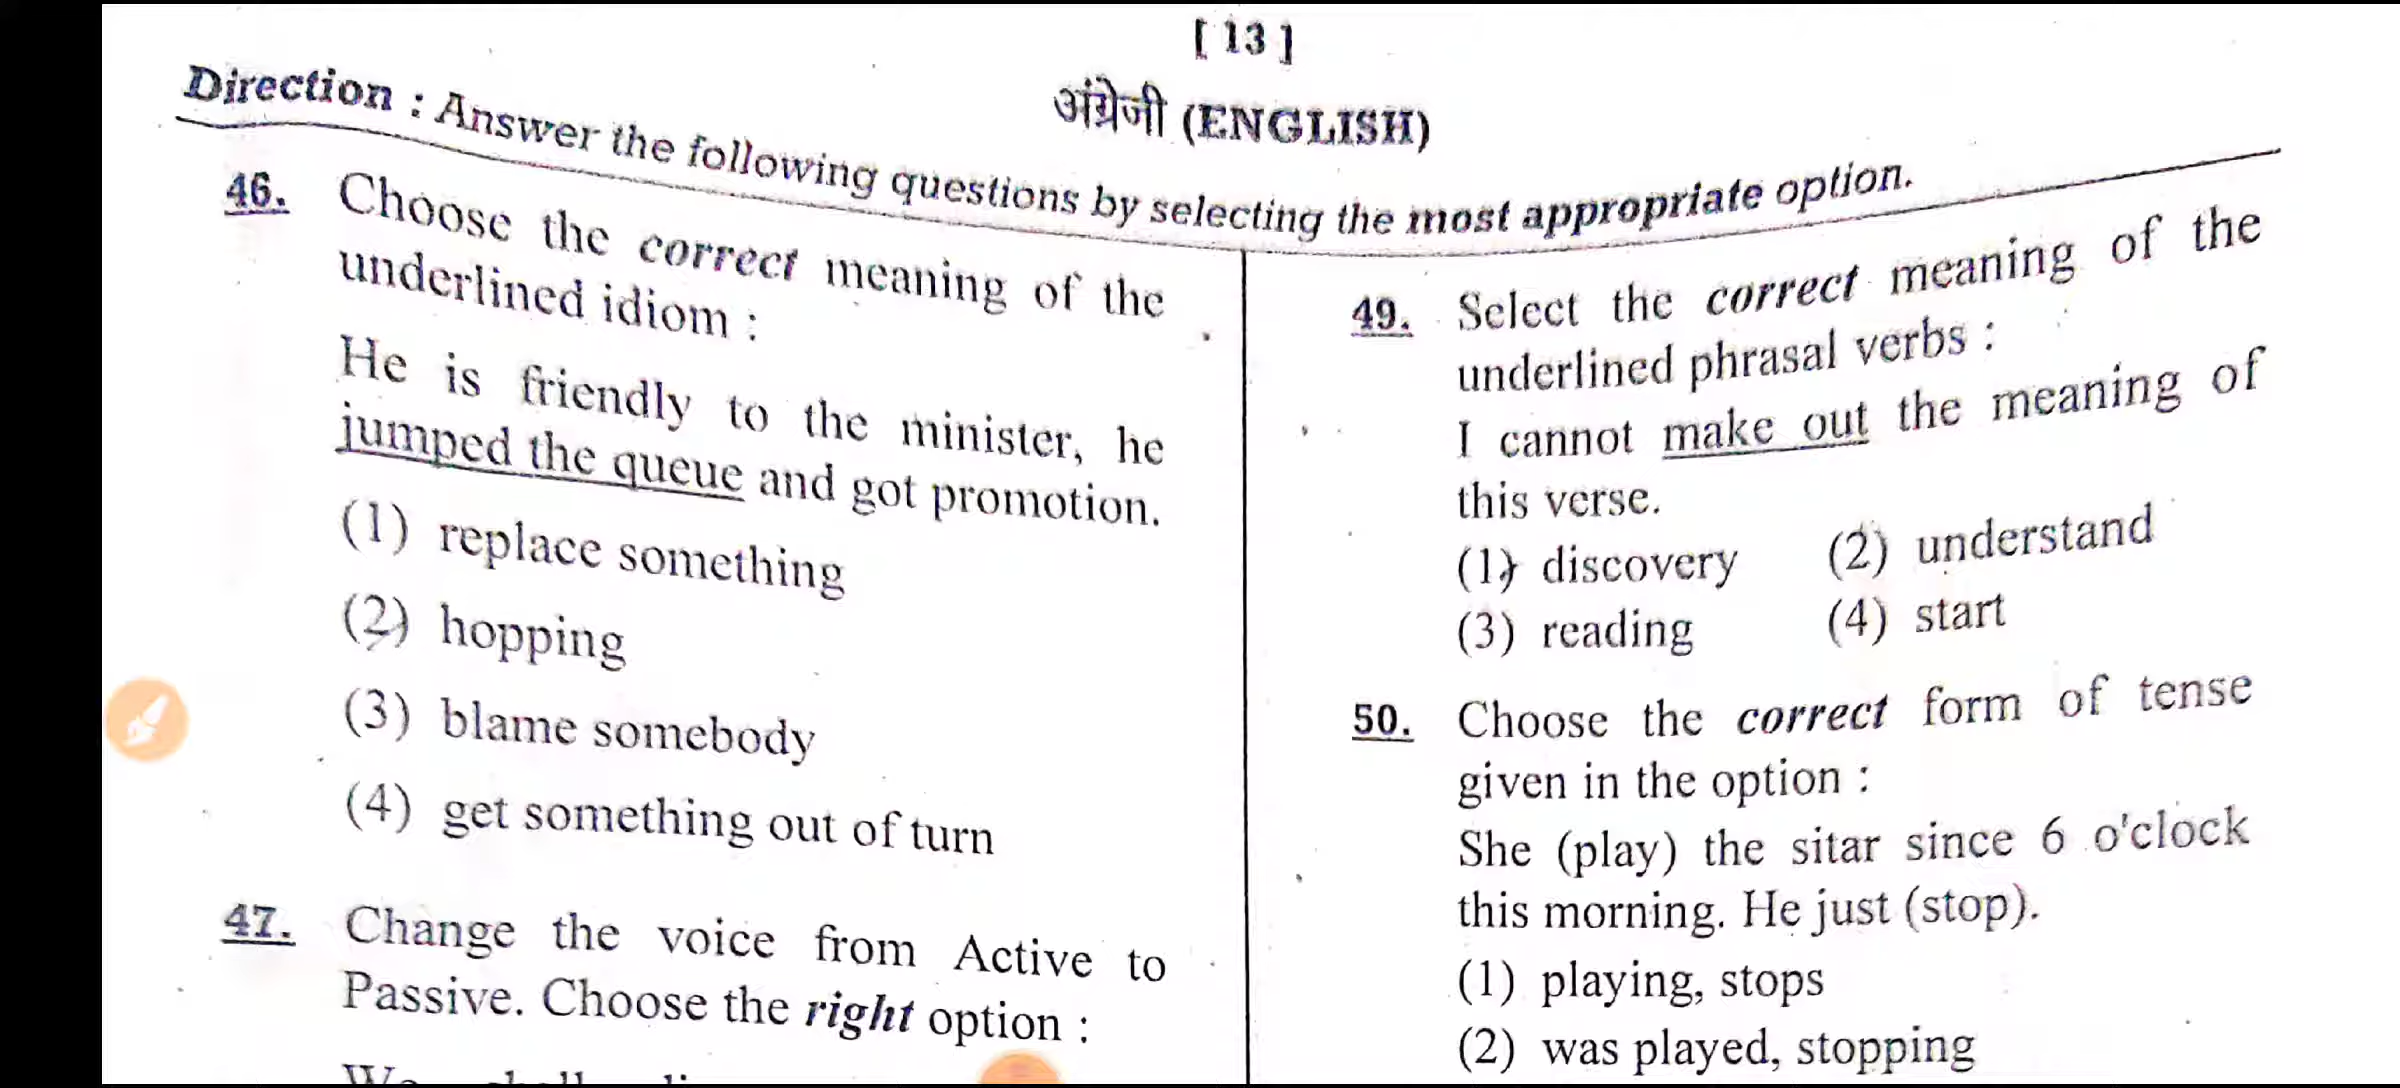 [ 13 ]
अंग्रेजी (ENGLISH)
Direction : Answer the following questions by selecting the most appropriate option.
46. Choose the correct meaning of the
underlined idiom :
He is friendly to the minister, he
jumped the queue and got promotion.
(1) replace something
(2) hopping
(3) blame somebody
(4) get something out of turn
47. Change the voice from Active to
Passive. Choose the right option :
49. Select the correct meaning of the
underlined phrasal verbs :
I cannot make out the meaning of
this verse.
(1) discovery (2) understand
(3) reading (4) start
50. Choose the correct form of tense
given in the option :
She (play) the sitar since 6 o'clock
this morning. He just (stop).
(1) playing, stops
(2) was played, stopping